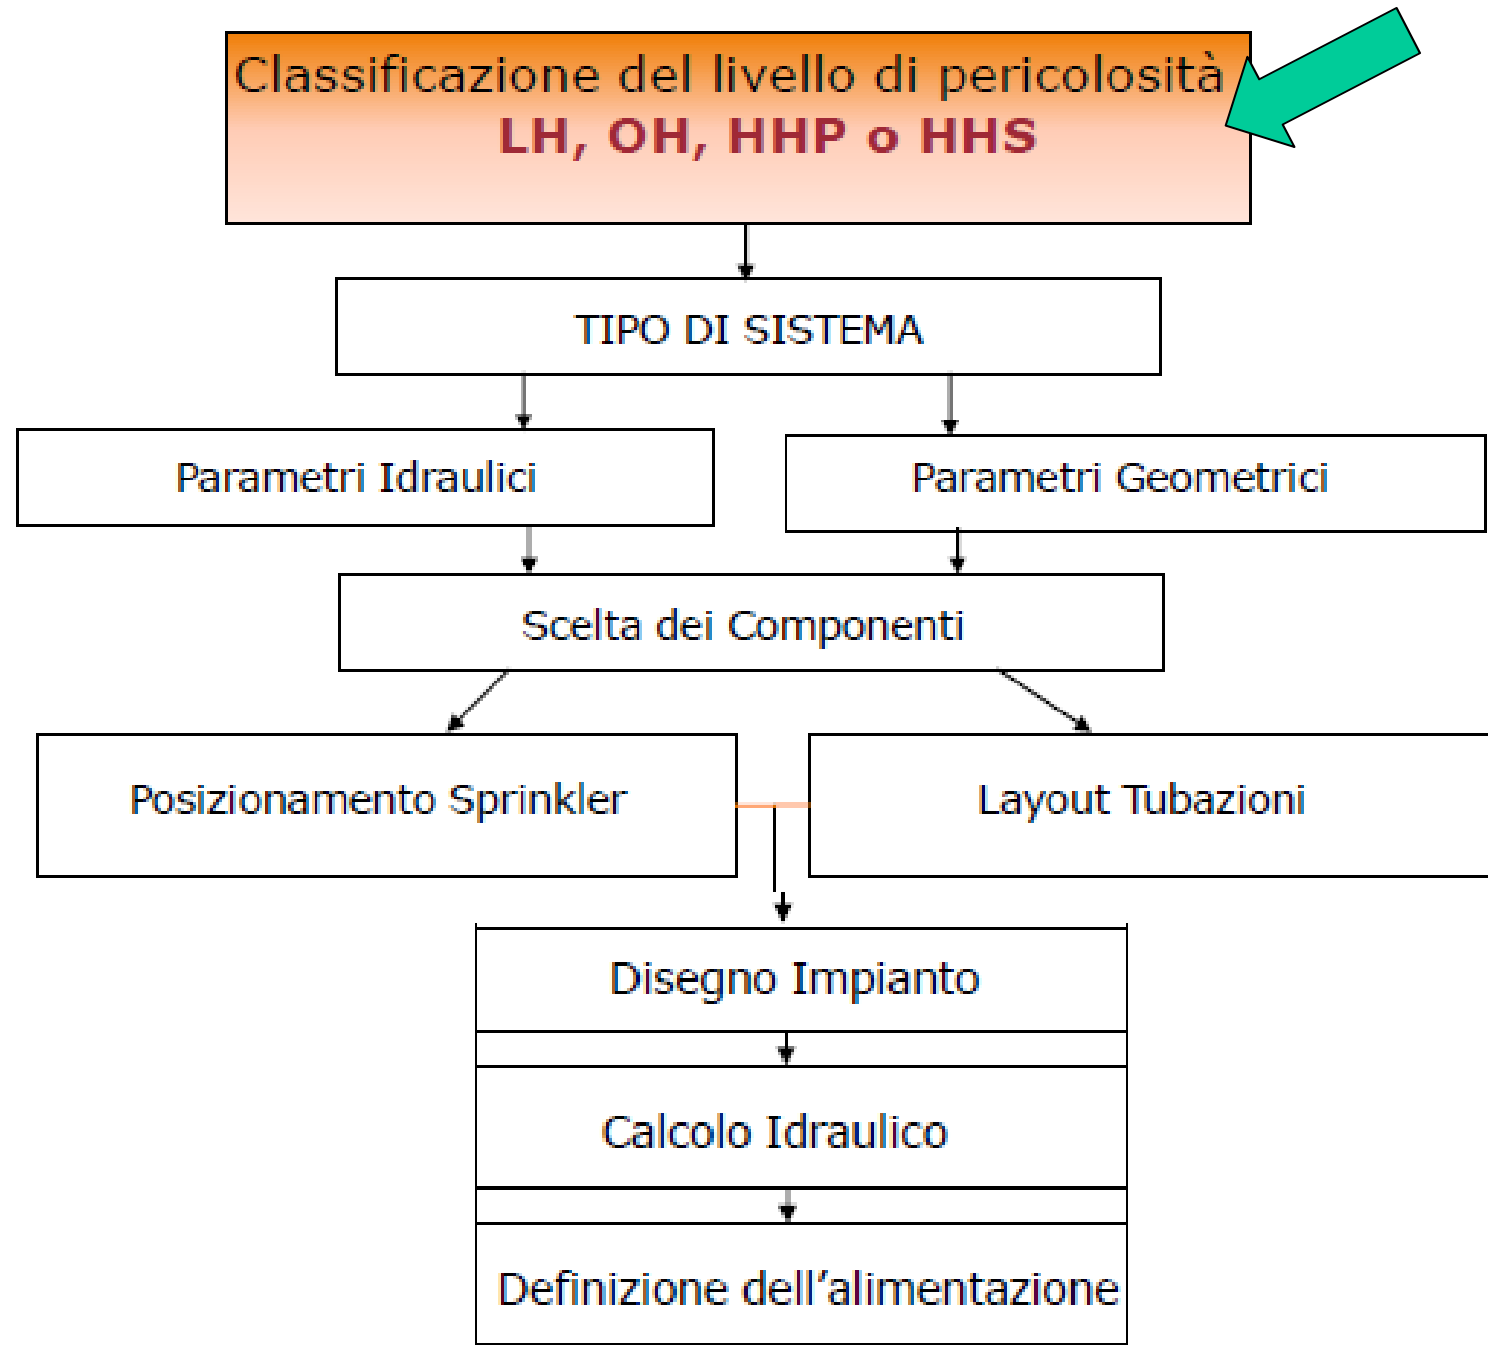 Classificazione del livello di pericolosità
LH, OH, HHP o HHS
TIPO DI SISTEMA
Parametri Idraulici
Parametri Geometrici
Scelta dei Componenti
Posizionamento Sprinkler
Layout Tubazioni
Disegno Impianto
Calcolo Idraulico
Definizione dell’alimentazione